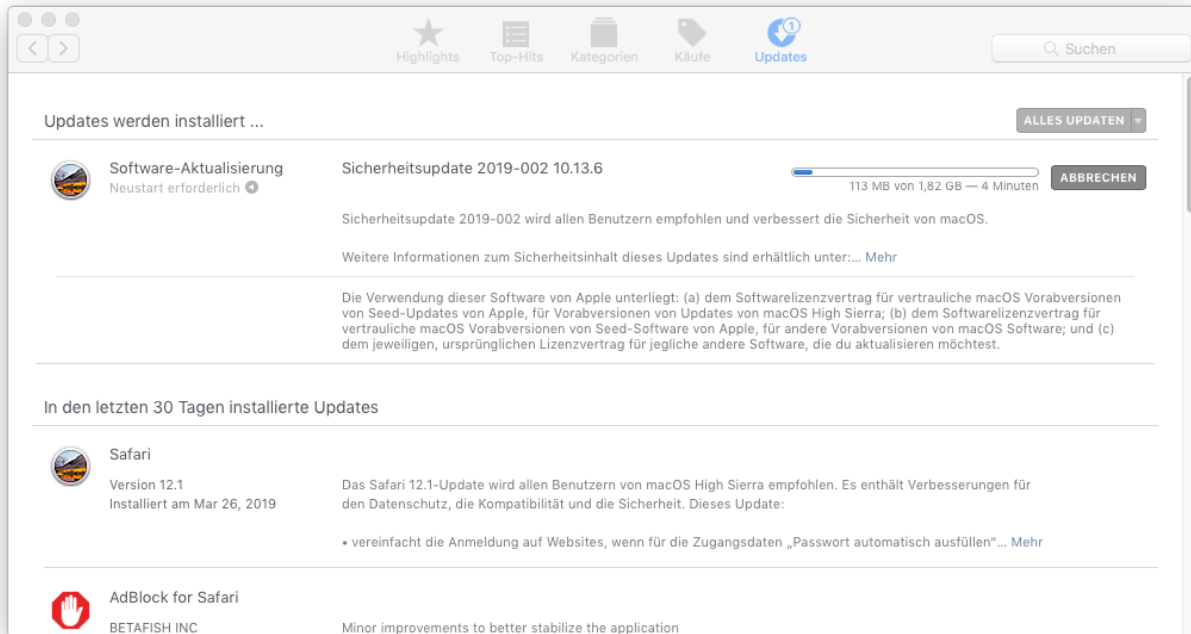 Highlights
Top-Hits
Kategorien
Käufe
1
Updates
Suchen
Updates werden installiert ...
ALLES UPDATEN
Software-Aktualisierung
Neustart erforderlich
Sicherheitsupdate 2019-002 10.13.6
113 MB von 1,82 GB — 4 Minuten
ABBRECHEN
Sicherheitsupdate 2019-002 wird allen Benutzern empfohlen und verbessert die Sicherheit von macOS.
Weitere Informationen zum Sicherheitsinhalt dieses Updates sind erhältlich unter:... Mehr
Die Verwendung dieser Software von Apple unterliegt: (a) dem Softwarelizenzvertrag für vertrauliche macOS Vorabversionen
von Seed-Updates von Apple, für Vorabversionen von Updates von macOS High Sierra; (b) dem Softwarelizenzvertrag für
vertrauliche macOS Vorabversionen von Seed-Software von Apple, für andere Vorabversionen von macOS Software; und (c)
dem jeweiligen, ursprünglichen Lizenzvertrag für jegliche andere Software, die du aktualisieren möchtest.
In den letzten 30 Tagen installierte Updates
Safari
Version 12.1
Installiert am Mar 26, 2019
Das Safari 12.1-Update wird allen Benutzern von macOS High Sierra empfohlen. Es enthält Verbesserungen für
den Datenschutz, die Kompatibilität und die Sicherheit. Dieses Update:
• vereinfacht die Anmeldung auf Websites, wenn für die Zugangsdaten „Passwort automatisch ausfüllen“... Mehr
AdBlock for Safari
BETAFISH INC
Minor improvements to better stabilize the application